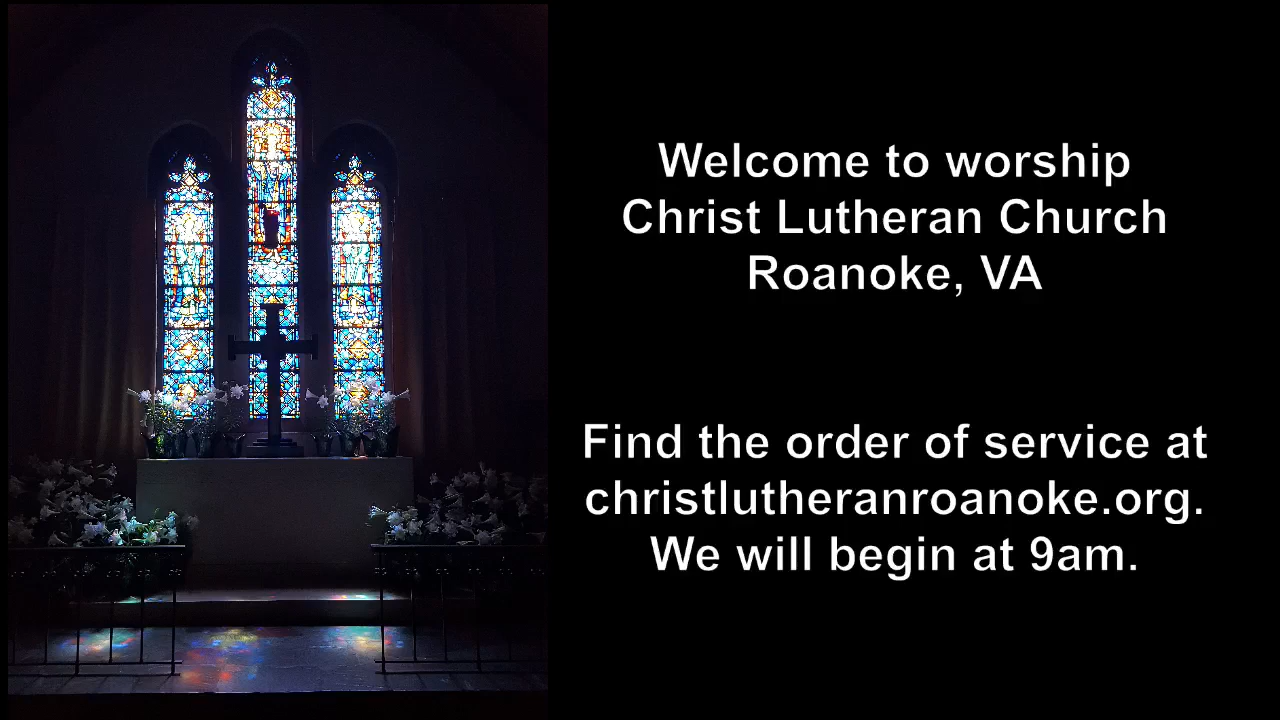 Welcome to worship
Christ Lutheran Church
Roanoke, VA
Find the order of service at
christlutheranroanoke.org.
We will begin at 9am.